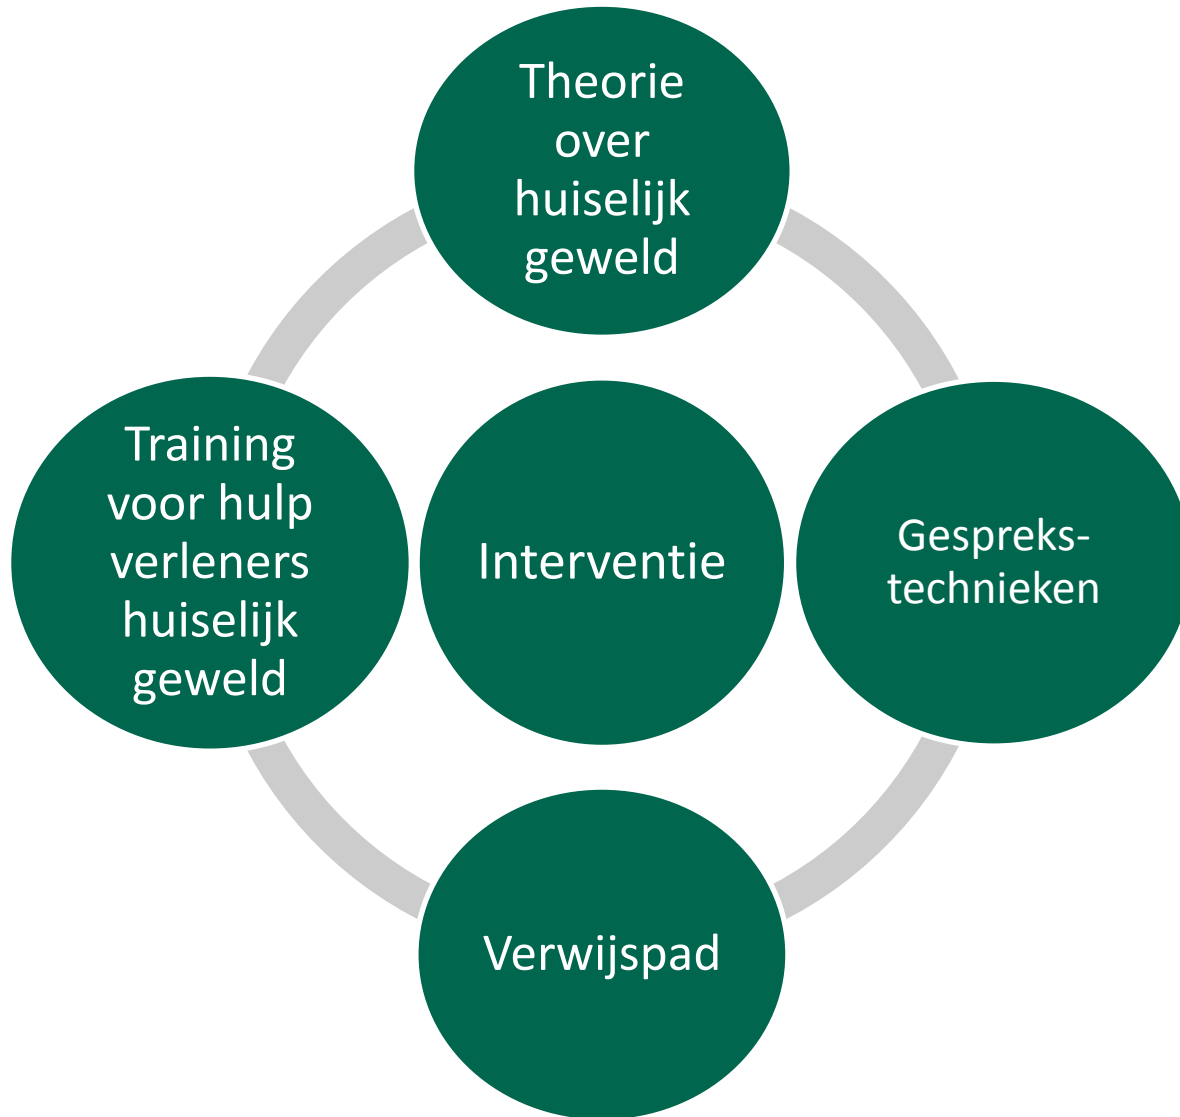 Theorie
over
huiselijk
geweld
Training
voor hulp
verleners
huiselijk
geweld
Interventie
Gespreks-
technieken
Verwijspad